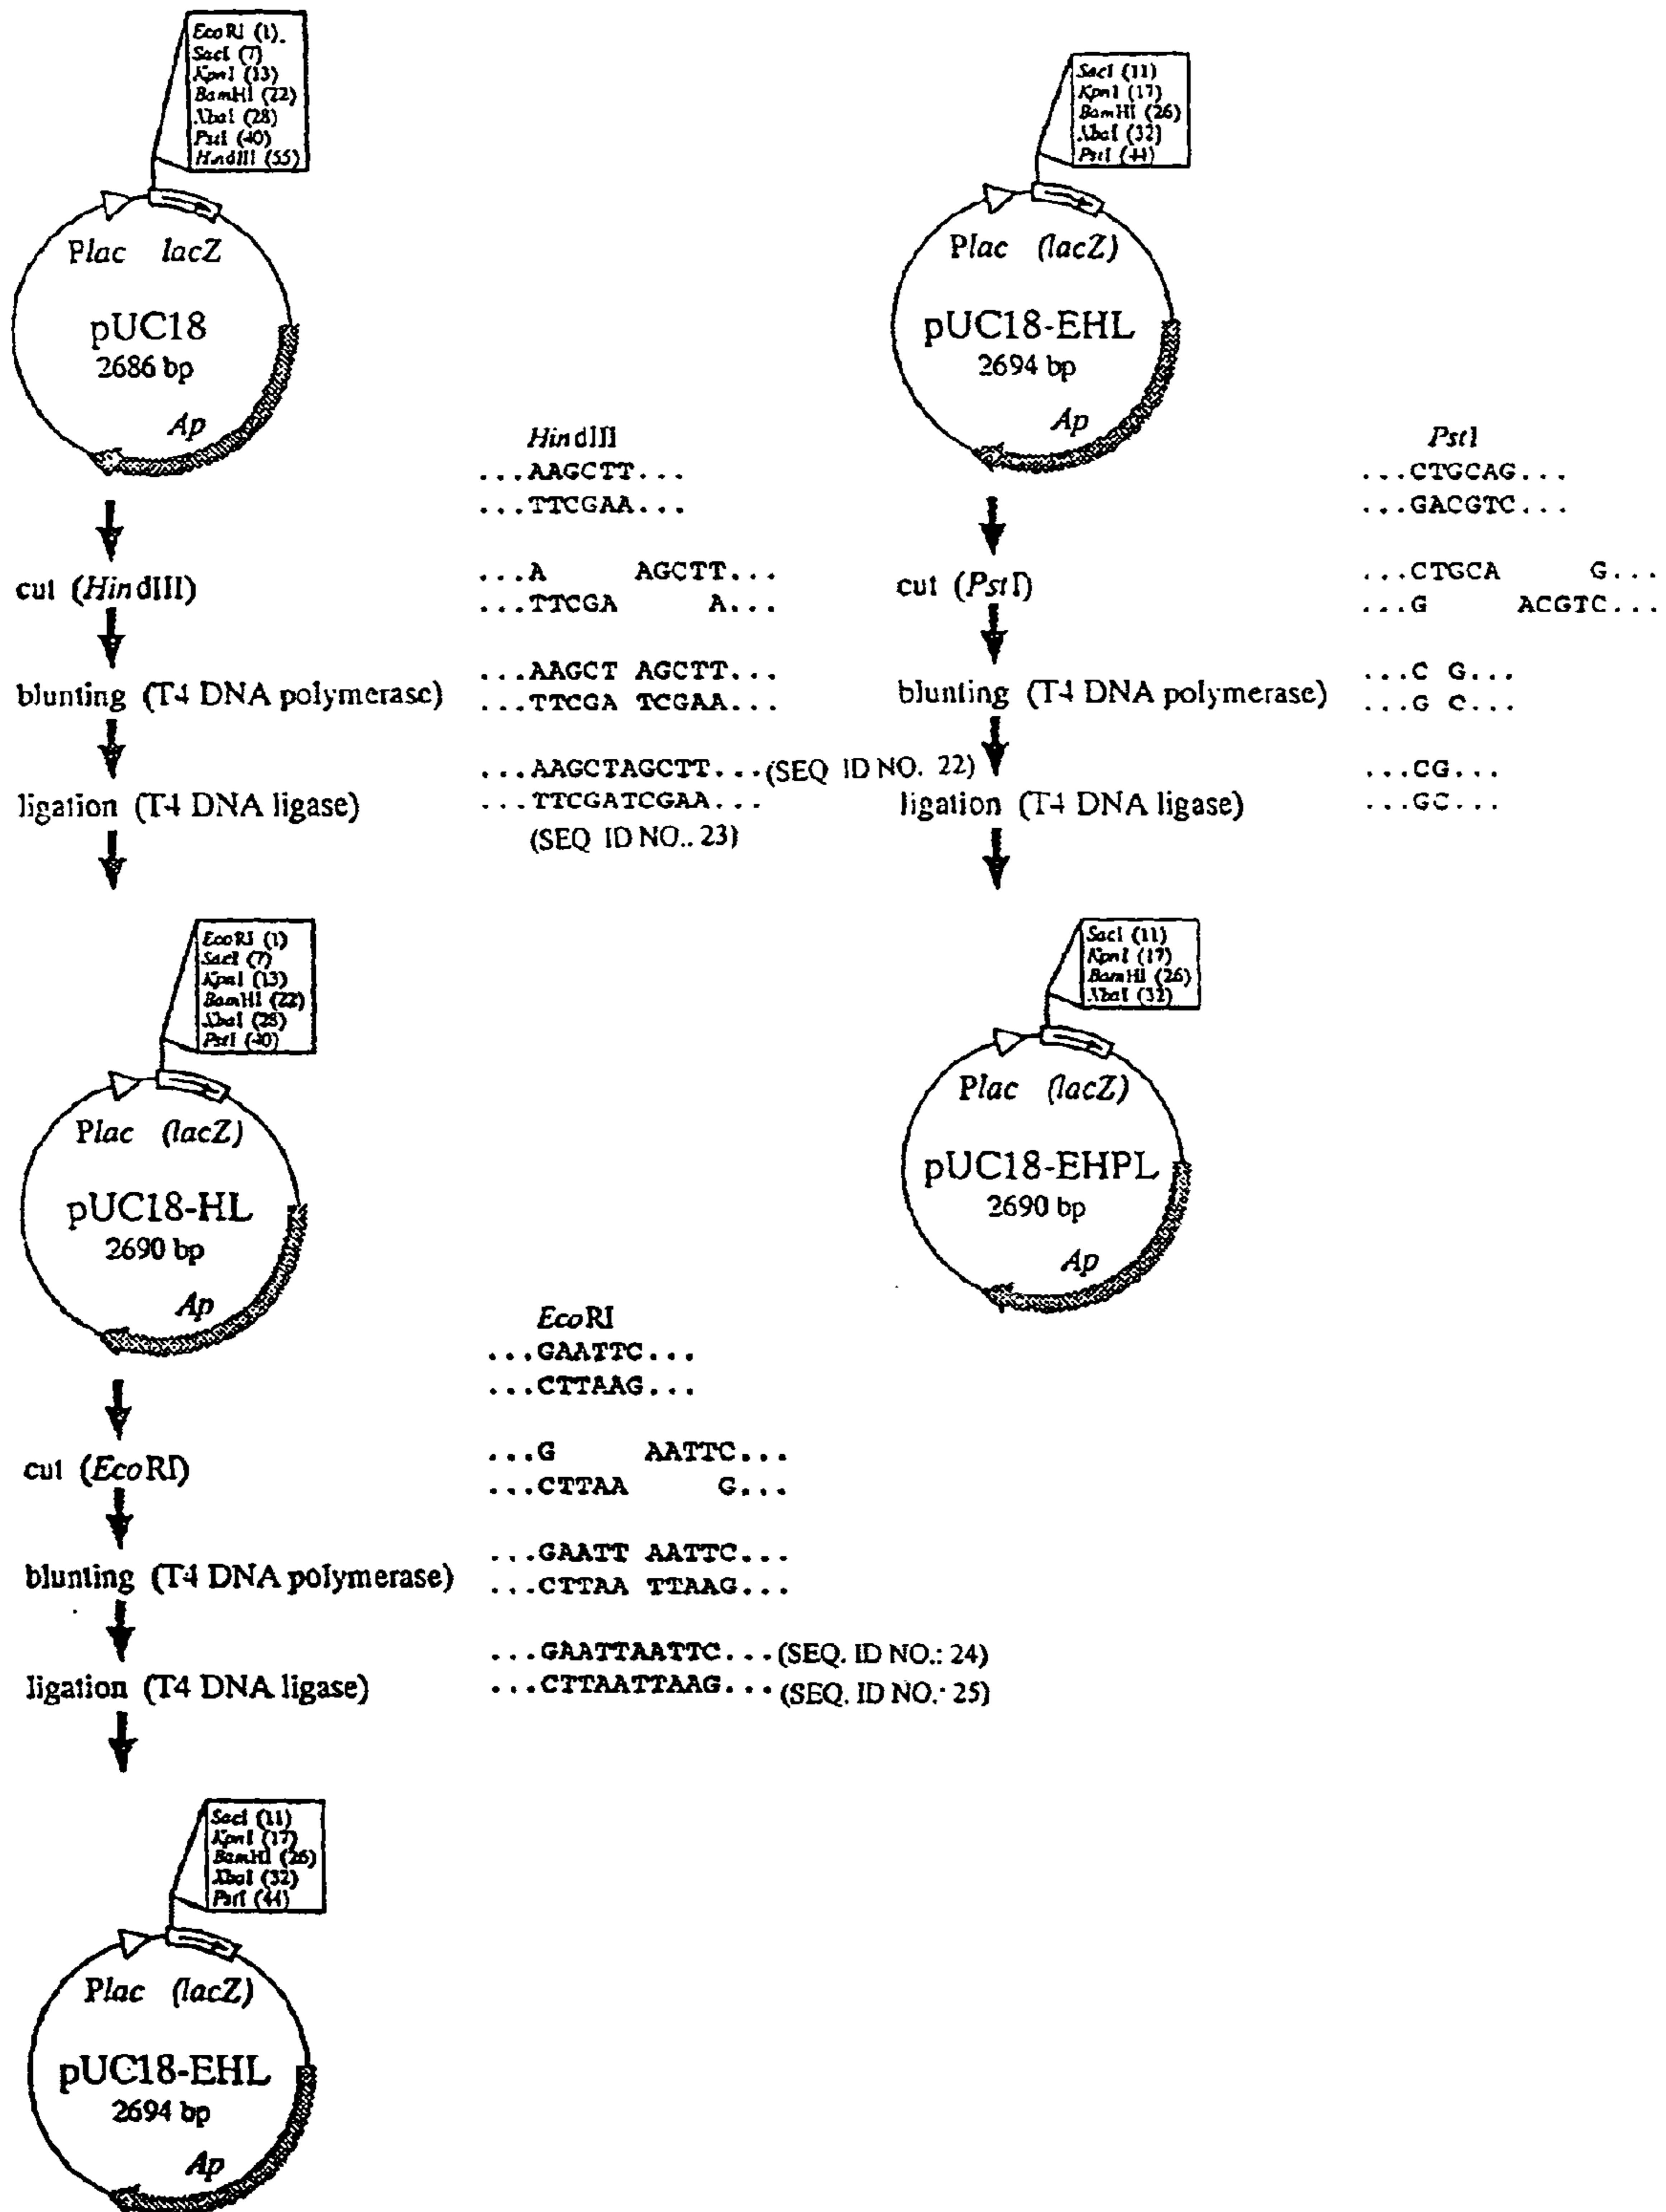 EcoRI (1)
SacI (7)
KpnI (13)
BamHI (22)
XbaI (28)
PstI (40)
HindIII (55)
Plac lacZ
pUC18
2686 bp
Ap
HindIII
...AAGCTT...
...TTCGAA...
cut (HindIII)
...A AGCTT...
...TTCGA A...
blunting (T4 DNA polymerase)
...AAGCT AGCTT...
...TTCGA TCGAA...
ligation (T4 DNA ligase)
...AAGCTAGCTT...(SEQ ID NO. 22)
...TTCGATCGAA...
(SEQ ID NO.. 23)
EcoRI (1)
SacI (7)
KpnI (13)
BamHI (22)
XbaI (28)
PstI (40)
Plac (lacZ)
pUC18-HL
2690 bp
Ap
EcoRI
...GAATTC...
...CTTAAG...
cut (EcoRI)
...G AATTC...
...CTTAA G...
blunting (T4 DNA polymerase)
...GAATT AATTC...
...CTTAA TTAAG...
ligation (T4 DNA ligase)
...GAATTAATTC...(SEQ. ID NO.: 24)
...CTTAATTAAG...(SEQ. ID NO.: 25)
SacI (11)
KpnI (17)
BamHI (26)
XbaI (32)
PstI (44)
Plac (lacZ)
pUC18-EHL
2694 bp
Ap
SacI (11)
KpnI (17)
BamHI (26)
XbaI (32)
PstI (44)
Plac (lacZ)
pUC18-EHL
2694 bp
Ap
PstI
...CTGCAG...
...GACGTC...
cut (PstI)
...CTGCA G...
...G ACGTC...
blunting (T4 DNA polymerase)
...C G...
...G C...
ligation (T4 DNA ligase)
...CG...
...GC...
SacI (11)
KpnI (17)
BamHI (26)
XbaI (32)
Plac (lacZ)
pUC18-EHPL
2690 bp
Ap